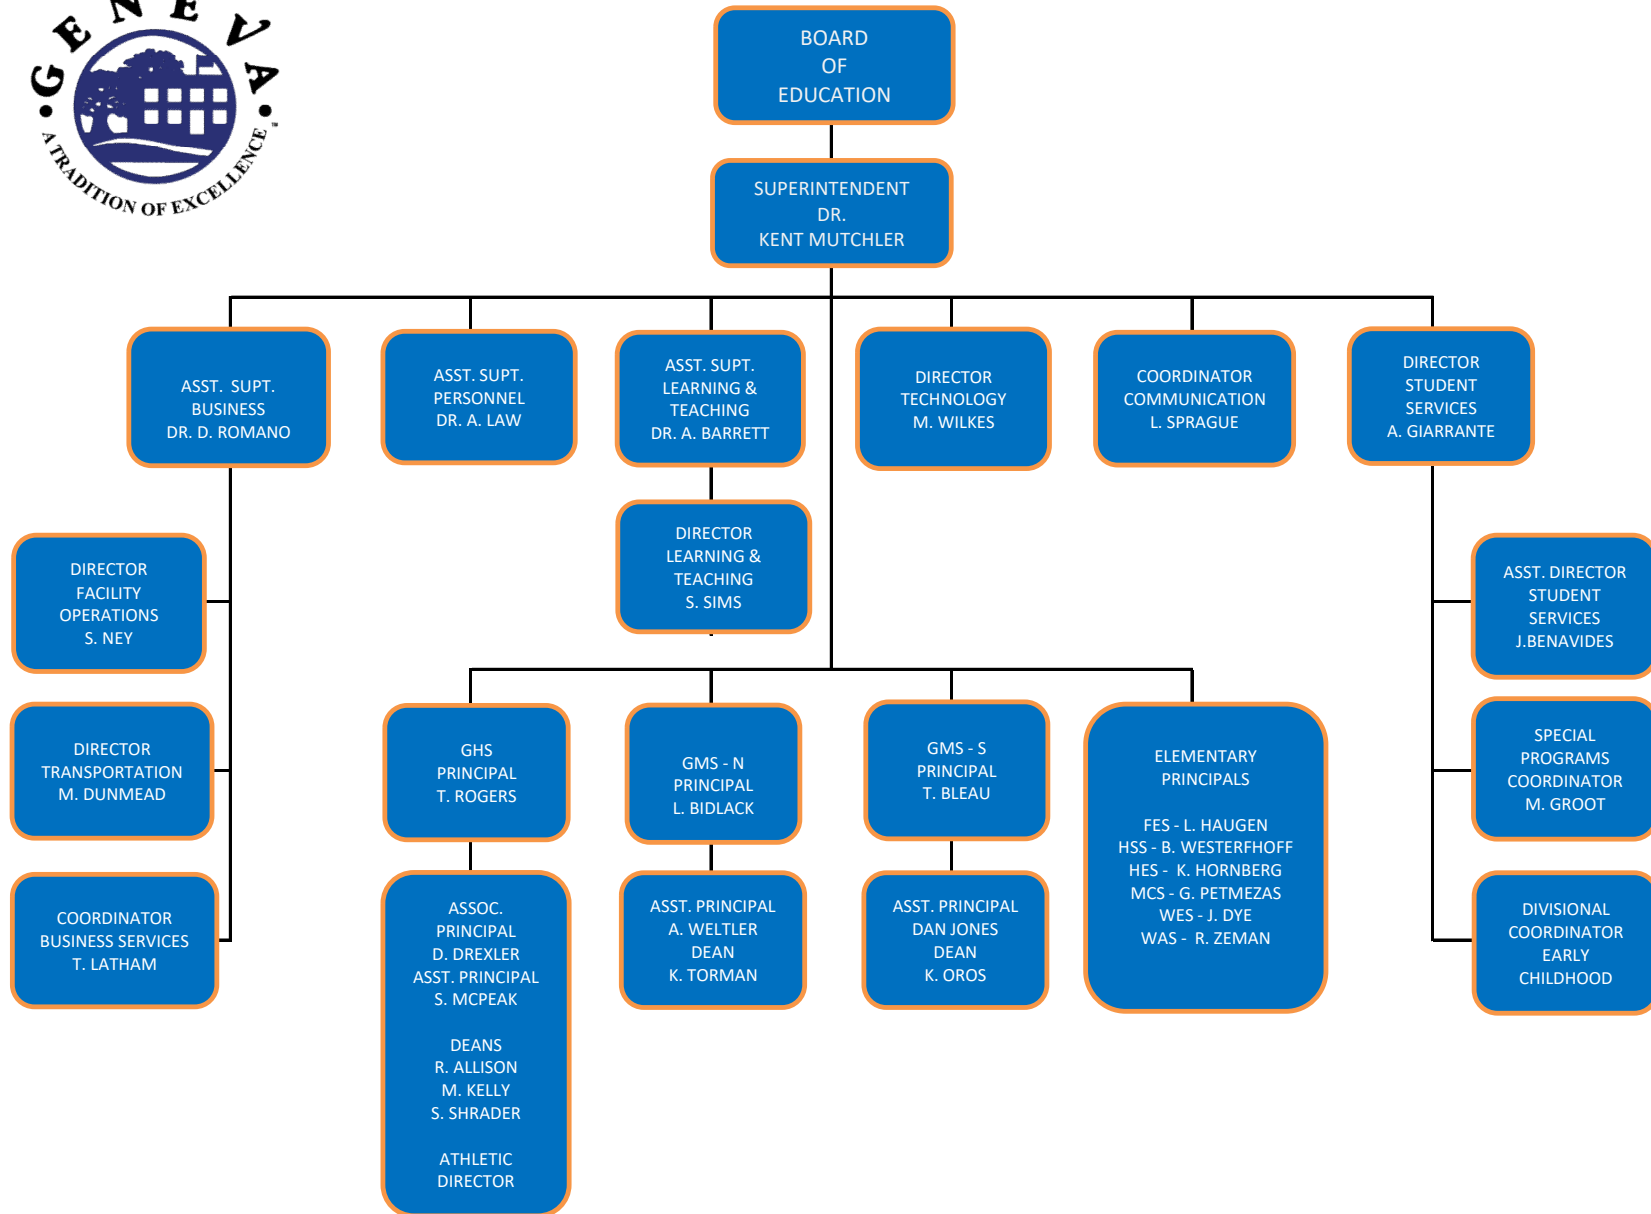 GENEVA
A TRADITION OF EXCELLENCE
BOARD
OF
EDUCATION
SUPERINTENDENT
DR.
KENT MUTCHLER
ASST. SUPT.
BUSINESS
DR. D. ROMANO
ASST. SUPT.
PERSONNEL
DR. A. LAW
ASST. SUPT.
LEARNING &
TEACHING
DR. A. BARRETT
DIRECTOR
TECHNOLOGY
M. WILKES
COORDINATOR
COMMUNICATION
L. SPRAGUE
DIRECTOR
STUDENT
SERVICES
A. GIARRANTE
DIRECTOR
FACILITY
OPERATIONS
S. NEY
DIRECTOR
LEARNING &
TEACHING
S. SIMS
ASST. DIRECTOR
STUDENT
SERVICES
J.BENAVIDES
DIRECTOR
TRANSPORTATION
M. DUNMEAD
GHS
PRINCIPAL
T. ROGERS
GMS - N
PRINCIPAL
L. BIDLACK
GMS - S
PRINCIPAL
T. BLEAU
ELEMENTARY
PRINCIPALS
FES - L. HAUGEN
HSS - B. WESTERFHOFF
HES - K. HORNBERG
MCS - G. PETMEZAS
WES - J. DYE
WAS - R. ZEMAN
SPECIAL
PROGRAMS
COORDINATOR
M. GROOT
COORDINATOR
BUSINESS SERVICES
T. LATHAM
ASSOC.
PRINCIPAL
D. DREXLER
ASST. PRINCIPAL
S. MCPEAK
DEANS
R. ALLISON
M. KELLY
S. SHRADER
ATHLETIC
DIRECTOR
ASST. PRINCIPAL
A. WELTLER
DEAN
K. TORMAN
ASST. PRINCIPAL
DAN JONES
DEAN
K. OROS
DIVISIONAL
COORDINATOR
EARLY
CHILDHOOD